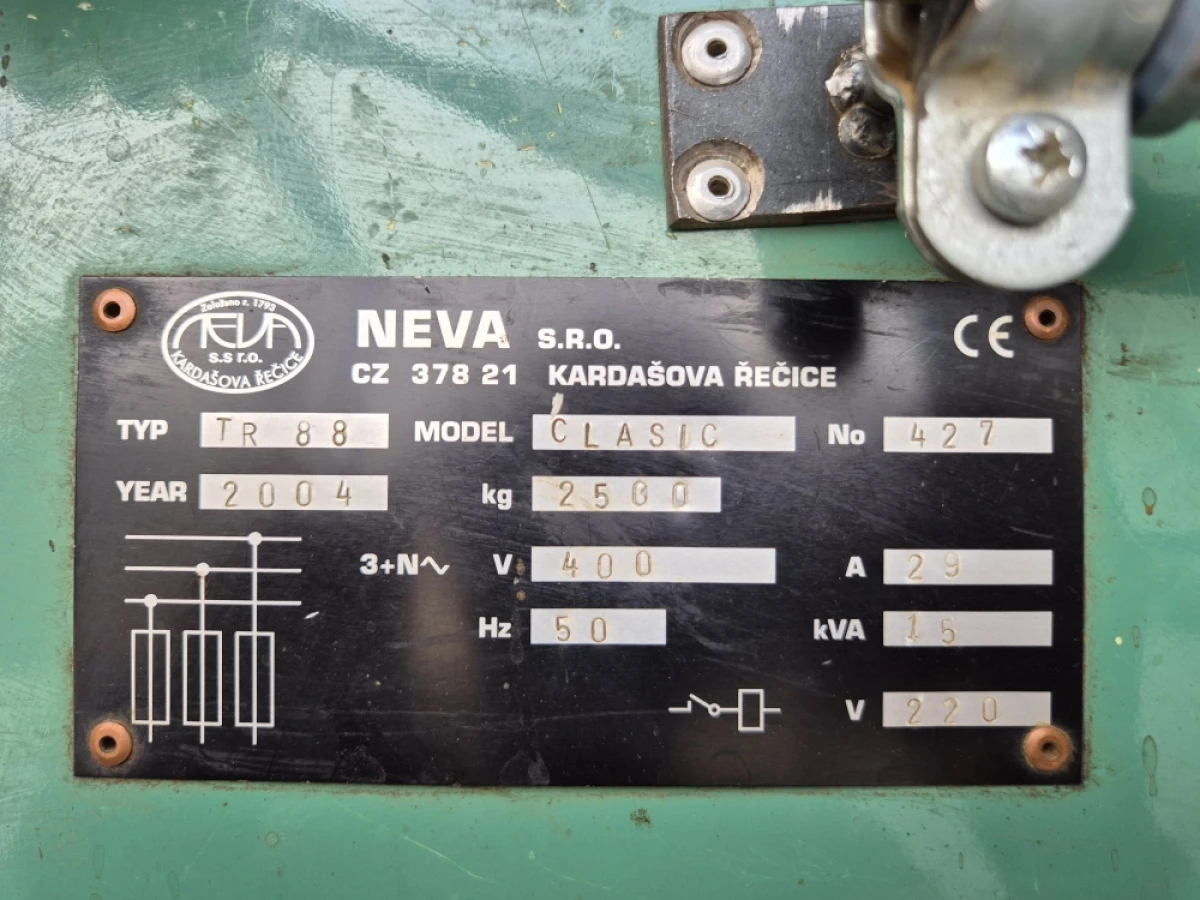 Založeno r. 1793
NEVA
S.S r.O.
KARDAŠOVA ŘEČICE
NEVA S.R.O.
CZ 378 21 KARDAŠOVA ŘEČICE
CE
TYP TR 88 MODEL CLASIC No 427
YEAR 2004 kg 2500
3+N∿ V 400 A 29
Hz 50 kVA 15
V 220